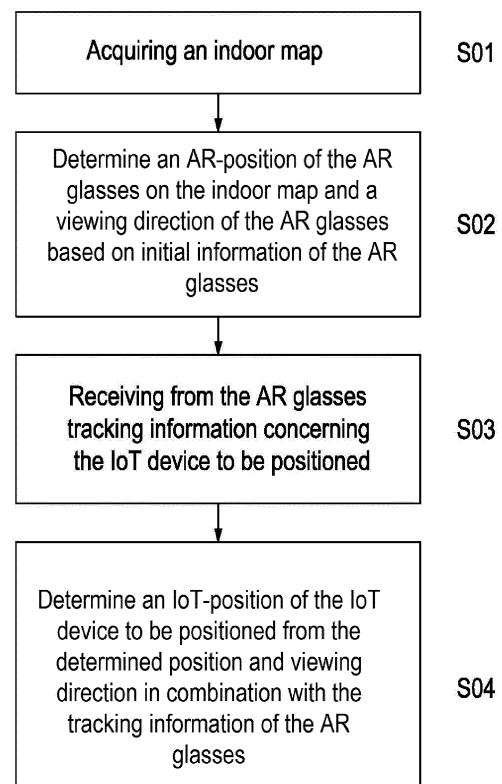 Acquiring an indoor map
S01
Determine an AR-position of the AR
glasses on the indoor map and a
viewing direction of the AR glasses
based on initial information of the AR
glasses
S02
Receiving from the AR glasses
tracking information concerning
the IoT device to be positioned
S03
Determine an IoT-position of the IoT
device to be positioned from the
determined position and viewing
direction in combination with the
tracking information of the AR
glasses
S04